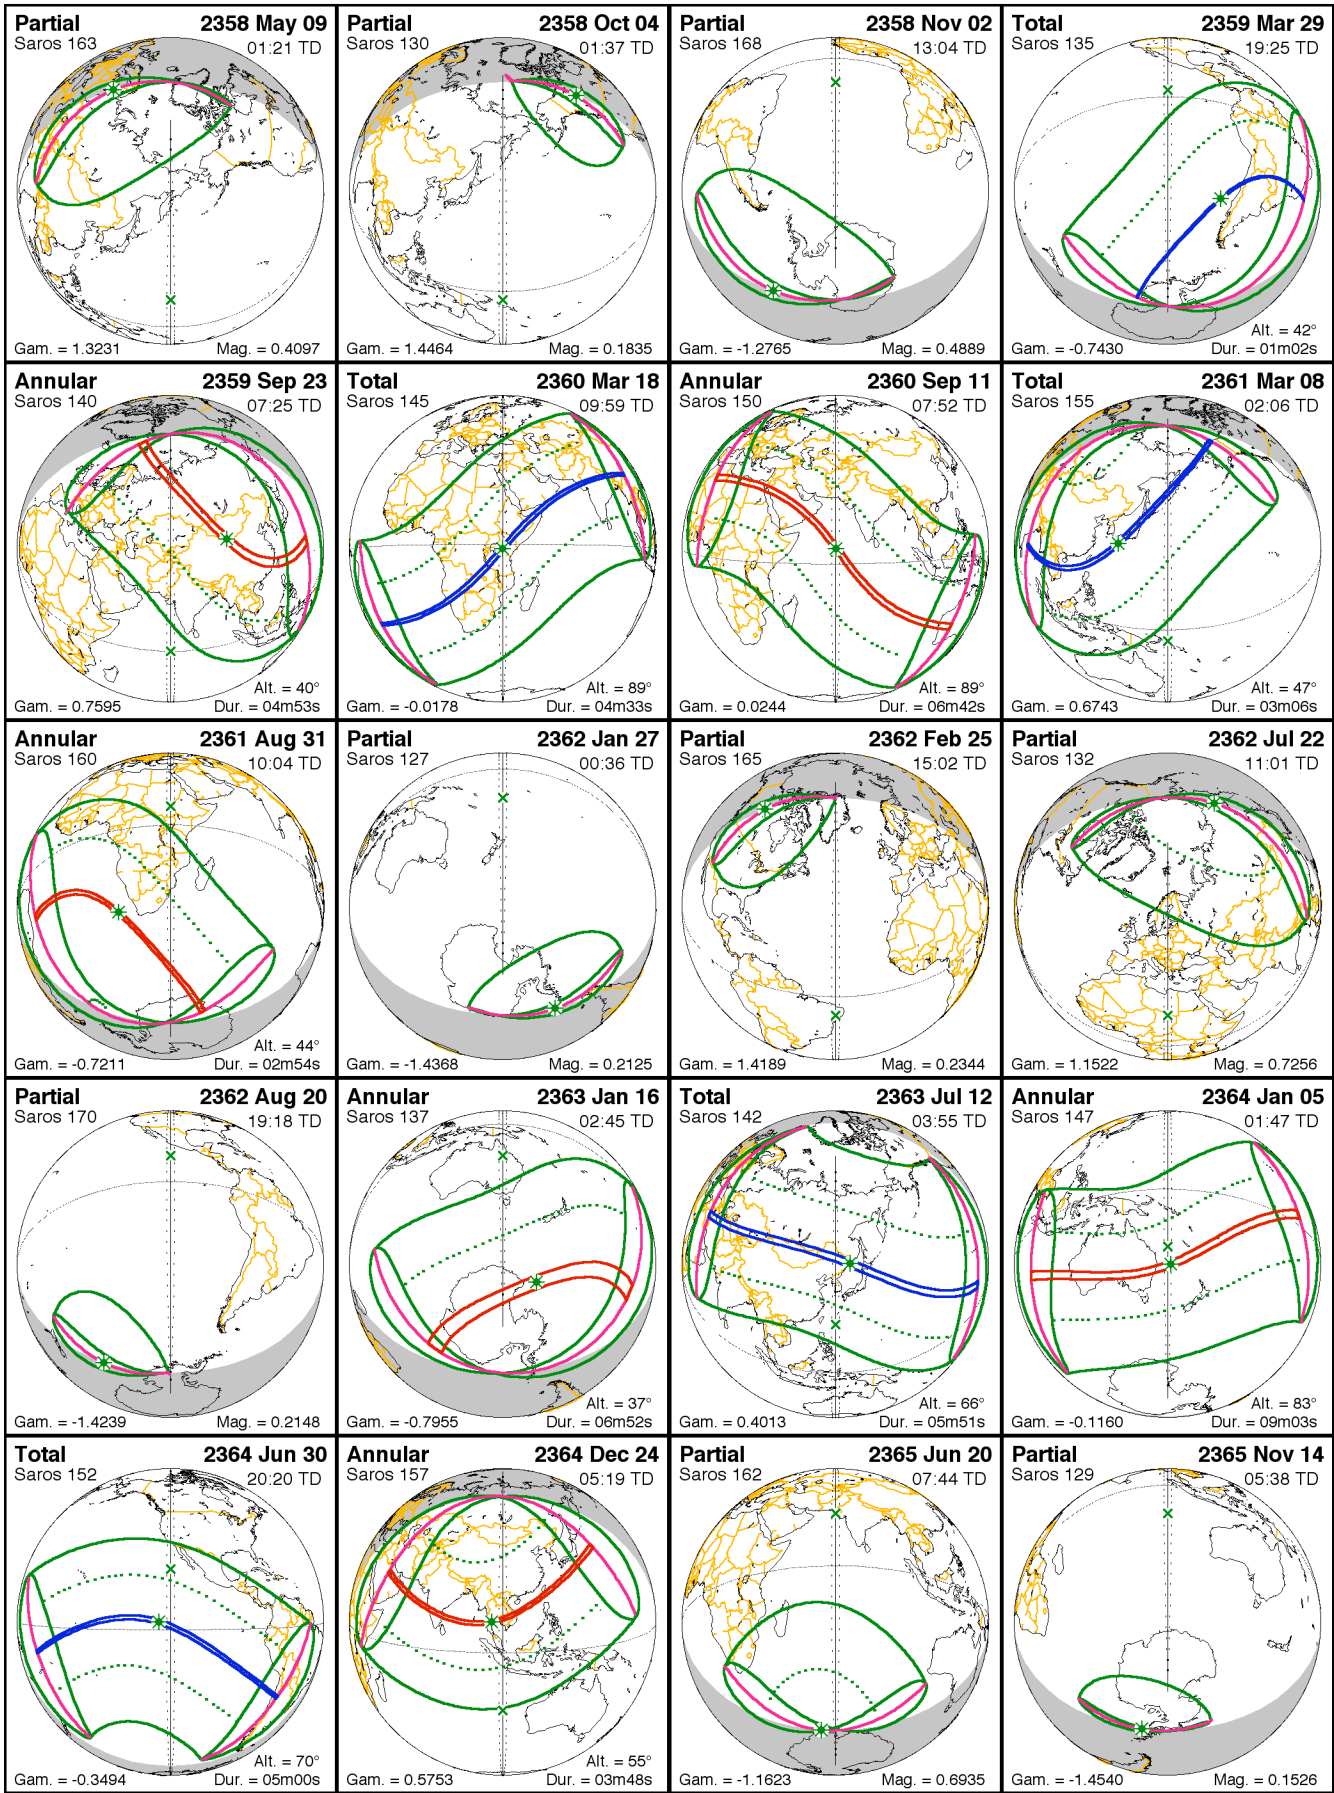 Partial 2358 May 09
Saros 163 01:21 TD
Gam. = 1.3231 Mag. = 0.4097
Partial 2358 Oct 04
Saros 130 01:37 TD
Gam. = 1.4464 Mag. = 0.1835
Partial 2358 Nov 02
Saros 168 13:04 TD
Gam. = -1.2765 Mag. = 0.4889
Total 2359 Mar 29
Saros 135 19:25 TD
Alt. = 42°
Gam. = -0.7430 Dur. = 01m02s
Annular 2359 Sep 23
Saros 140 07:25 TD
Alt. = 40°
Gam. = 0.7595 Dur. = 04m53s
Total 2360 Mar 18
Saros 145 09:59 TD
Alt. = 89°
Gam. = -0.0178 Dur. = 04m33s
Annular 2360 Sep 11
Saros 150 07:52 TD
Alt. = 89°
Gam. = 0.0244 Dur. = 06m42s
Total 2361 Mar 08
Saros 155 02:06 TD
Alt. = 47°
Gam. = 0.6743 Dur. = 03m06s
Annular 2361 Aug 31
Saros 160 10:04 TD
Alt. = 44°
Gam. = -0.7211 Dur. = 02m54s
Partial 2362 Jan 27
Saros 127 00:36 TD
Gam. = -1.4368 Mag. = 0.2125
Partial 2362 Feb 25
Saros 165 15:02 TD
Gam. = 1.4189 Mag. = 0.2344
Partial 2362 Jul 22
Saros 132 11:01 TD
Gam. = 1.1522 Mag. = 0.7256
Partial 2362 Aug 20
Saros 170 19:18 TD
Gam. = -1.4239 Mag. = 0.2148
Annular 2363 Jan 16
Saros 137 02:45 TD
Alt. = 37°
Gam. = -0.7955 Dur. = 06m52s
Total 2363 Jul 12
Saros 142 03:55 TD
Alt. = 66°
Gam. = 0.4013 Dur. = 05m51s
Annular 2364 Jan 05
Saros 147 01:47 TD
Alt. = 83°
Gam. = -0.1160 Dur. = 09m03s
Total 2364 Jun 30
Saros 152 20:20 TD
Alt. = 70°
Gam. = -0.3494 Dur. = 05m00s
Annular 2364 Dec 24
Saros 157 05:19 TD
Alt. = 55°
Gam. = 0.5753 Dur. = 03m48s
Partial 2365 Jun 20
Saros 162 07:44 TD
Gam. = -1.1623 Mag. = 0.6935
Partial 2365 Nov 14
Saros 129 05:38 TD
Gam. = -1.4540 Mag. = 0.1526